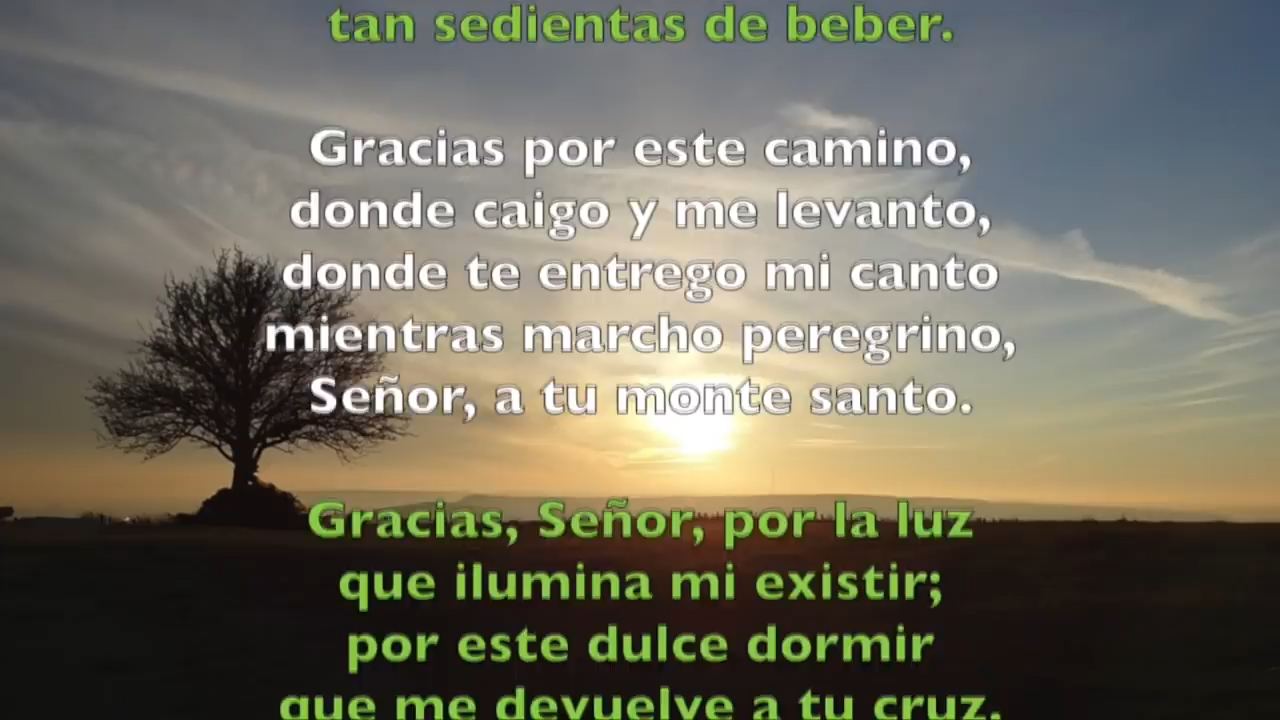 tan sedientas de beber.
Gracias por este camino,
donde caigo y me levanto,
donde te entrego mi canto
mientras marcho peregrino,
Señor, a tu monte santo.
Gracias, Señor, por la luz
que ilumina mi existir;
por este dulce dormir
que me devuelve a tu cruz.